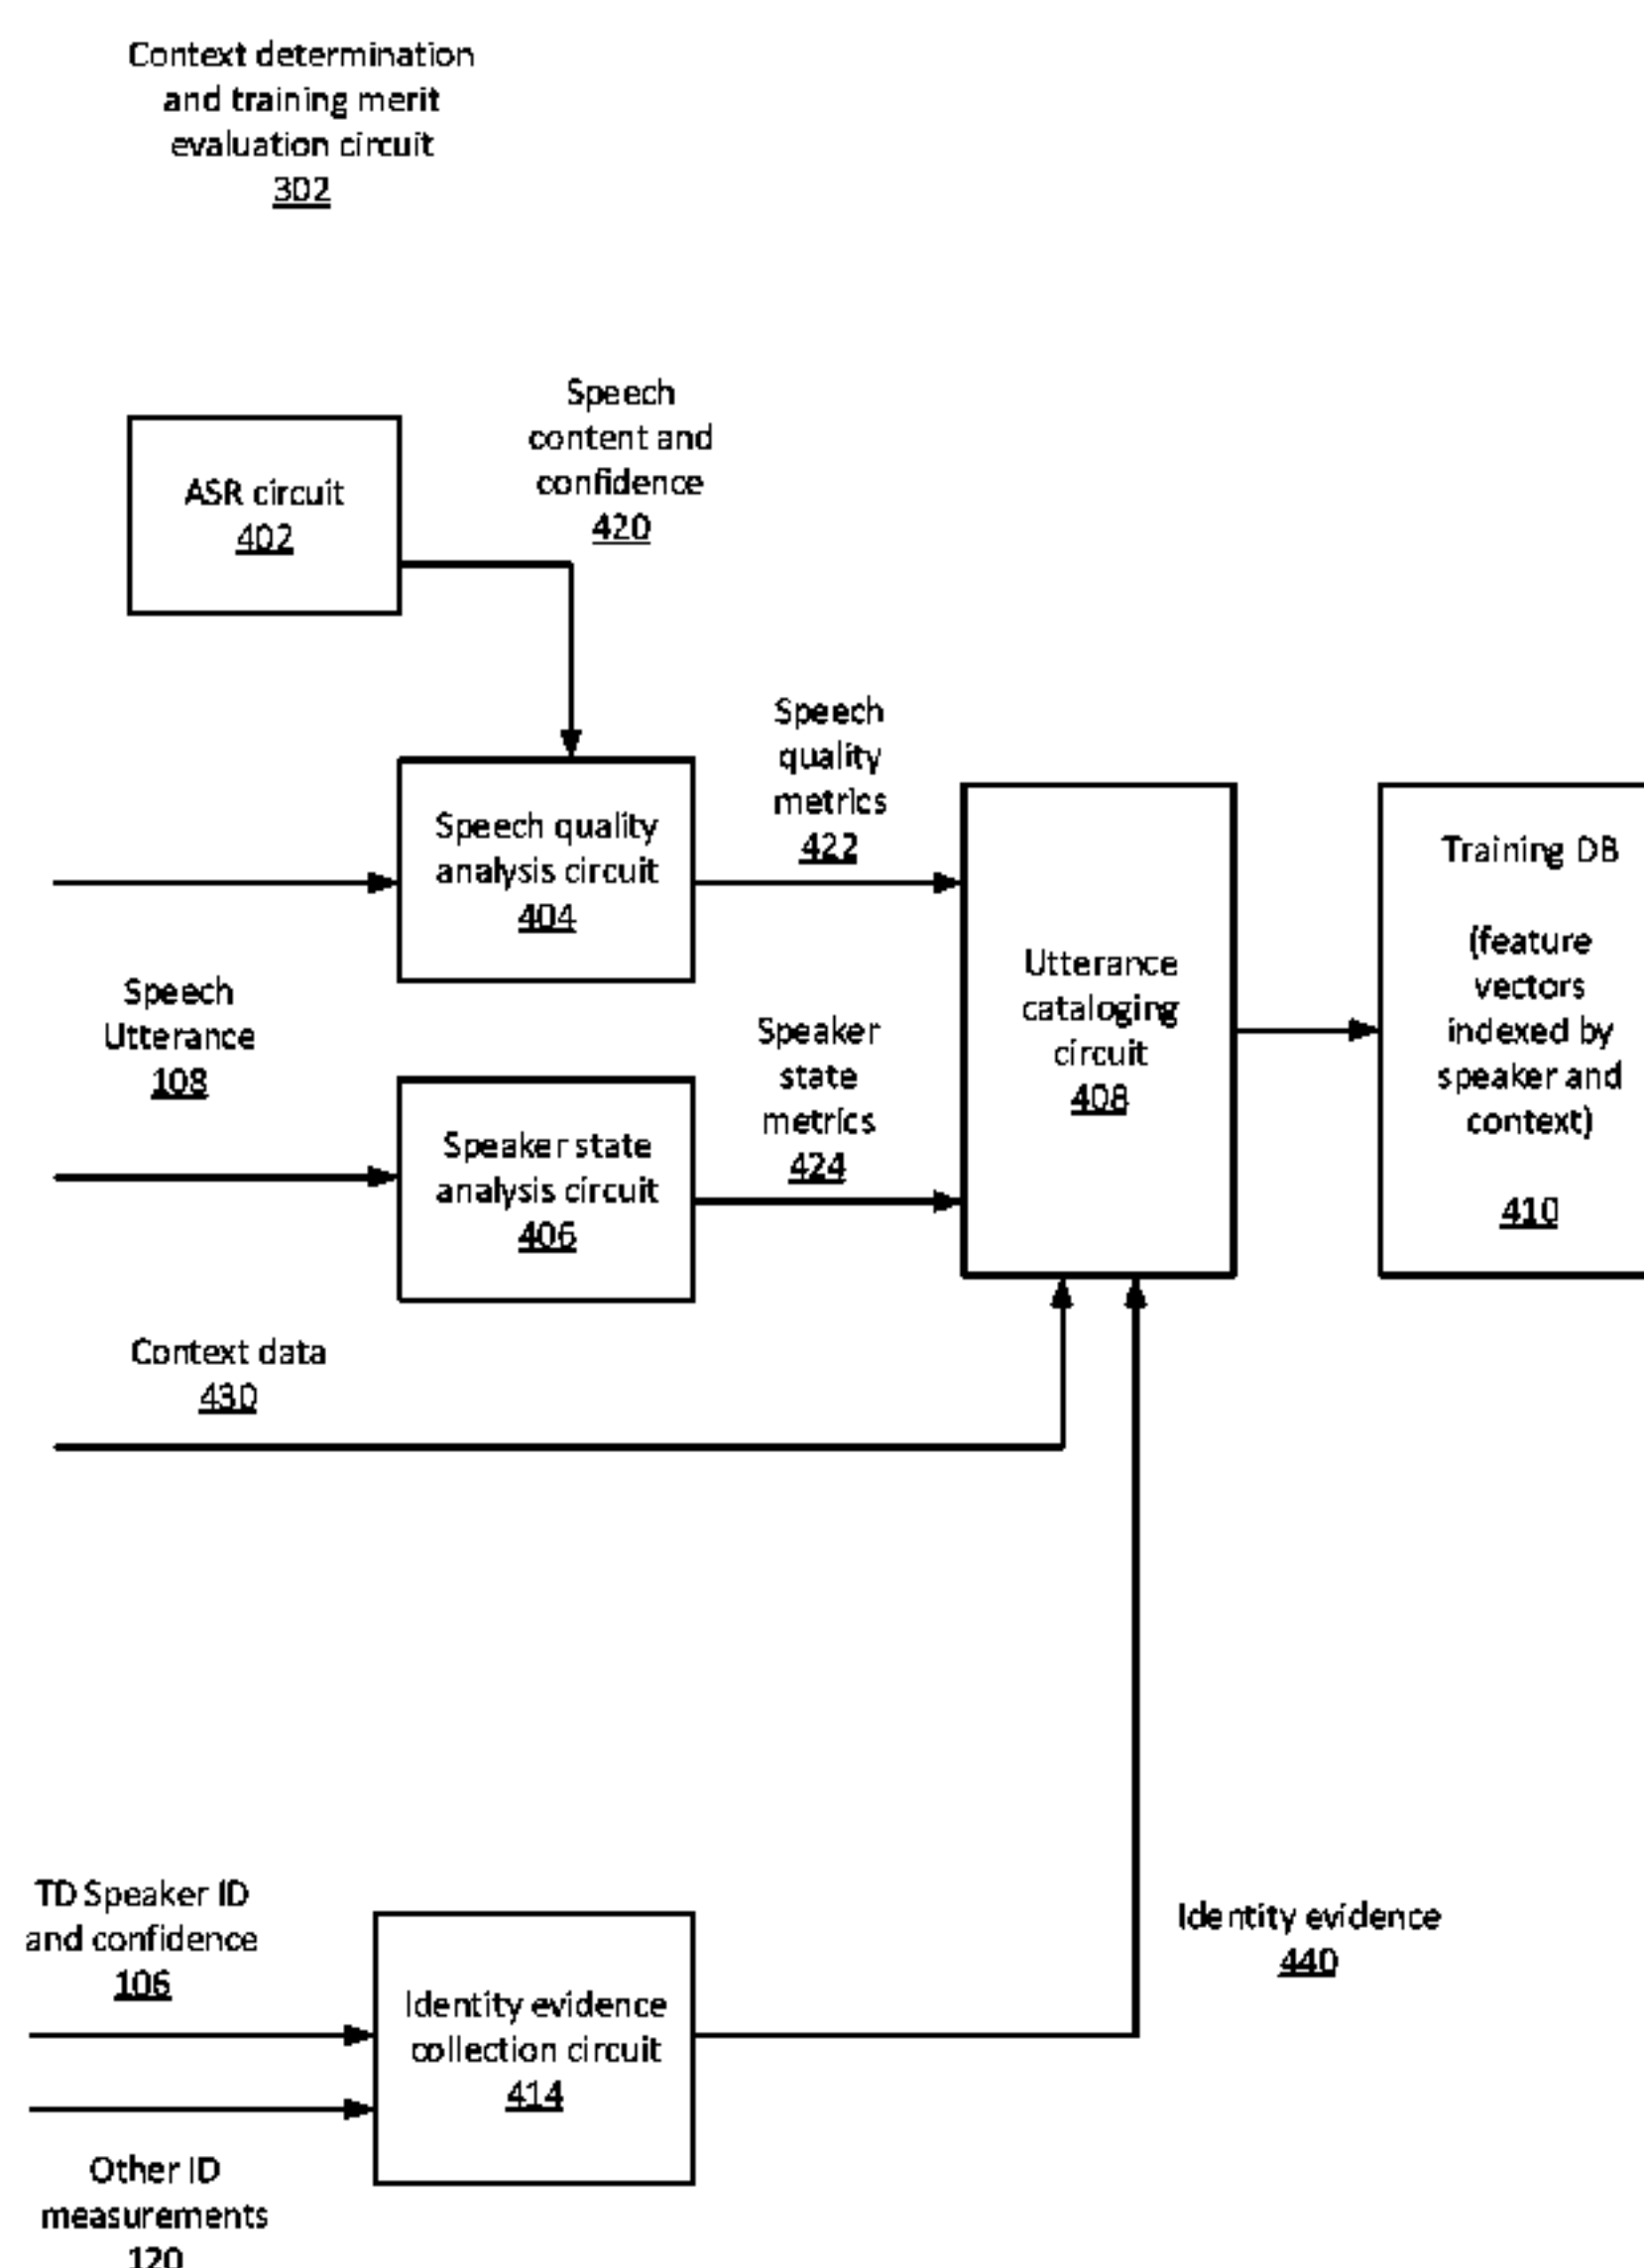 Context determination
and training merit
evaluation circuit
302
Speech
content and
confidence
420
ASR circuit
402
Speech
quality
metrics
422
Speech quality
analysis circuit
404
Training DB
(feature
vectors
indexed by
speaker and
context)
410
Utterance
cataloging
circuit
408
Speech
Utterance
108
Speaker
state
metrics
424
Speaker state
analysis circuit
406
Context data
430
TD Speaker ID
and confidence
106
Identity evidence
440
Identity evidence
collection circuit
414
Other ID
measurements
120